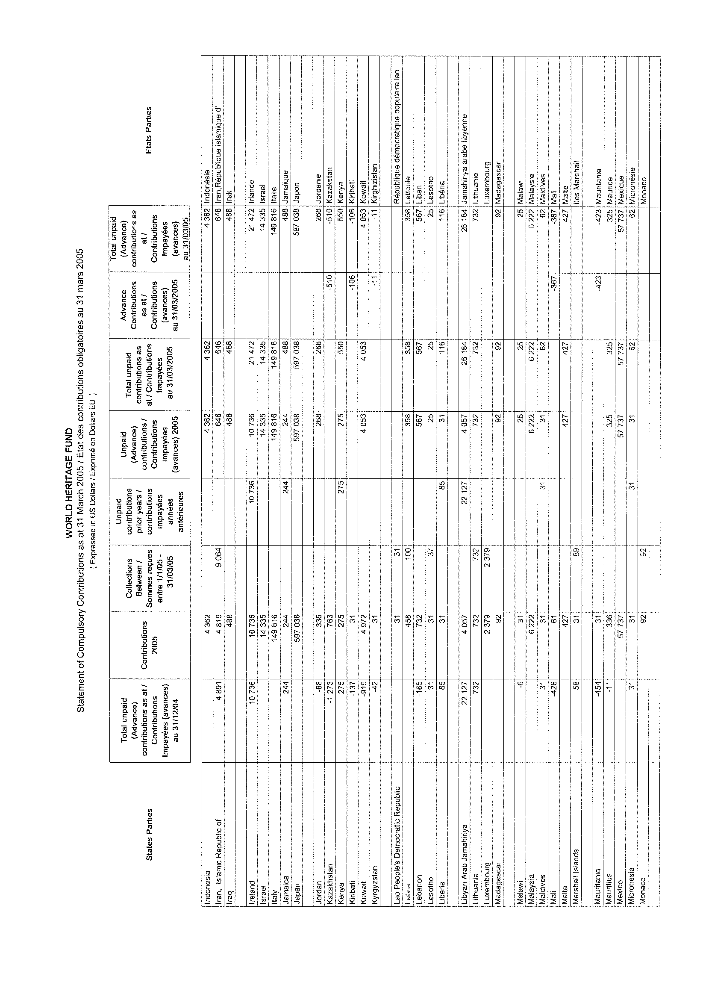 WORLD HERITAGE FUND
Statement of Compulsory Contributions as at 31 March 2005 / Etat des contributions obligatoires au 31 mars 2005
( Expressed in US Dollars / Exprimé en Dollars EU )
States Parties
Total unpaid
(Advance)
contributions as at /
Contributions
Impayées (avances)
au 31/12/04
Contributions
2005
Collections
Between /
Sommes reçues
entre 1/1/05 -
31/03/05
Unpaid
contributions
prior years /
contributions
impayées
années
antérieures
Unpaid
(Advance)
contributions /
Contributions
impayées
(avances) 2005
Total unpaid
contributions as
at / Contributions
Impayées
au 31/03/2005
Advance
Contributions
as at /
Contributions
(avances)
au 31/03/2005
Total unpaid
(Advance)
contributions as
at /
Contributions
Impayées
(avances)
au 31/03/05
Etats Parties
Indonesia 4 362 4 362 4 362 4 362 Indonésie
Iran, Islamic Republic of 4 891 4 819 9 064 646 646 646 Iran,République islamique d'
Iraq 488 488 488 488 Irak
Ireland 10 736 10 736 10 736 10 736 21 472 21 472 Irlande
Israel 14 335 14 335 14 335 14 335 Israel
Italy 149 816 149 816 149 816 149 816 Italie
Jamaica 244 244 244 244 488 488 Jamaïque
Japan 597 038 597 038 597 038 597 038 Japon
Jordan -68 336 268 268 268 Jordanie
Kazakhstan -1 273 763 -510 -510 Kazakstan
Kenya 275 275 275 275 550 550 Kenya
Kiribati -137 31 -106 -106 Kiribati
Kuwait -919 4 972 4 053 4 053 4 053 Kowait
Kyrgyzstan -42 31 -11 -11 Kirghizistan
Lao People's Democratic Republic 31 31 République démocratique populaire lao
Latvia 458 100 358 358 358 Lettonie
Lebanon -165 732 567 567 567 Liban
Lesotho 31 31 37 25 25 25 Lesotho
Liberia 85 31 85 31 116 116 Libéria
Libyan Arab Jamahiriya 22 127 4 057 22 127 4 057 26 184 26 184 Jamahiriya arabe libyenne
Lithuania 732 732 732 732 732 732 Lithuanie
Luxembourg 2 379 2 379 Luxembourg
Madagascar 92 92 92 92 Madagascar
Malawi -6 31 25 25 25 Malawi
Malaysia 6 222 6 222 6 222 6 222 Malaysie
Maldives 31 31 31 31 62 62 Maldives
Mali -428 61 -367 -367 Mali
Malta 427 427 427 427 Malte
Marshall Islands 58 31 89 Iles Marshall
Mauritania -454 31 -423 -423 Mauritanie
Mauritius -11 336 325 325 325 Maurice
Mexico 57 737 57 737 57 737 57 737 Mexique
Micronesia 31 31 31 31 62 62 Micronésie
Monaco 92 92 Monaco